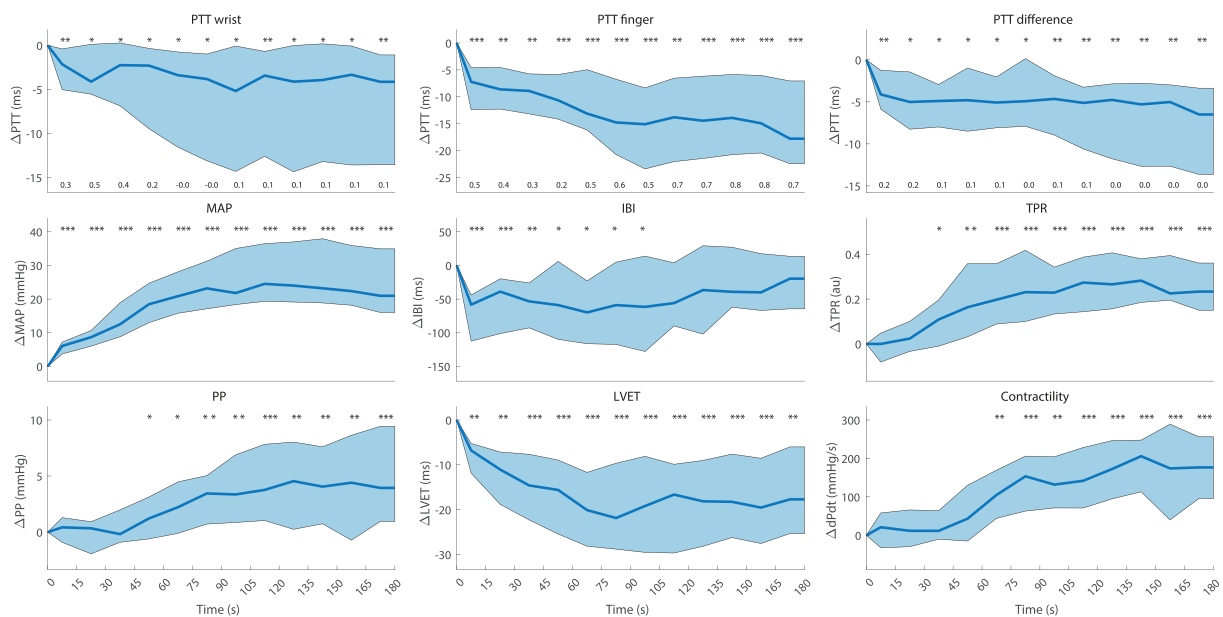 PTT wrist
ΔPTT (ms)
0
-5
-10
-15
** * * * * * * ** * * * **
0.3 0.5 0.4 0.2 -0.0 -0.0 0.1 0.1 0.1 0.1 0.1 0.1
PTT finger
ΔPTT (ms)
0
-5
-10
-15
-20
-25
*** *** ** *** *** *** *** ** *** *** *** ***
0.5 0.4 0.3 0.2 0.5 0.6 0.5 0.7 0.7 0.8 0.8 0.7
PTT difference
ΔPTT (ms)
0
-5
-10
-15
** * * * * * ** * ** ** ** **
0.2 0.2 0.1 0.1 0.1 0.0 0.1 0.1 0.0 0.0 0.0 0.0
MAP
ΔMAP (mmHg)
40
30
20
10
0
*** *** *** *** *** *** *** *** *** *** *** ***
IBI
ΔIBI (ms)
50
0
-50
-100
-150
*** *** ** * * * *
TPR
ΔTPR (au)
0.4
0.2
0
* ** *** *** *** *** *** *** *** ***
PP
ΔPP (mmHg)
10
5
0
* * ** ** *** ** ** ** ***
0 15 30 45 60 75 90 105 120 135 150 165 180
Time (s)
LVET
ΔLVET (ms)
0
-10
-20
-30
** ** *** *** *** *** *** *** *** *** *** **
0 15 30 45 60 75 90 105 120 135 150 165 180
Time (s)
Contractility
ΔdPdt (mmHg/s)
300
200
100
0
** *** ** *** *** *** *** ***
0 15 30 45 60 75 90 105 120 135 150 165 180
Time (s)